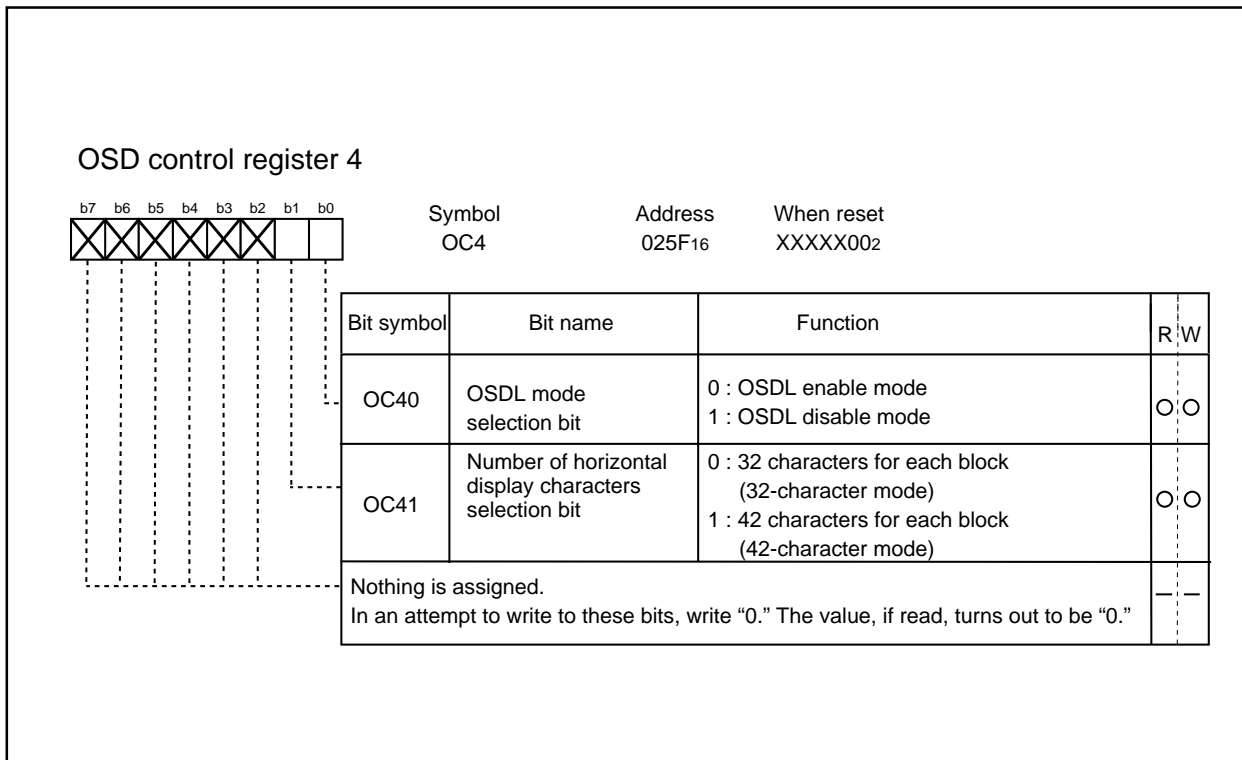 OSD control register 4
b7 b6 b5 b4 b3 b2 b1 b0
Symbol Address When reset
OC4 025F16 XXXXX002
Bit symbol Bit name Function R W
OC40 OSDL mode selection bit
0 : OSDL enable mode
1 : OSDL disable mode
OC41 Number of horizontal
display characters
selection bit
0 : 32 characters for each block
(32-character mode)
1 : 42 characters for each block
(42-character mode)
Nothing is assigned.
In an attempt to write to these bits, write “0.” The value, if read, turns out to be “0.”